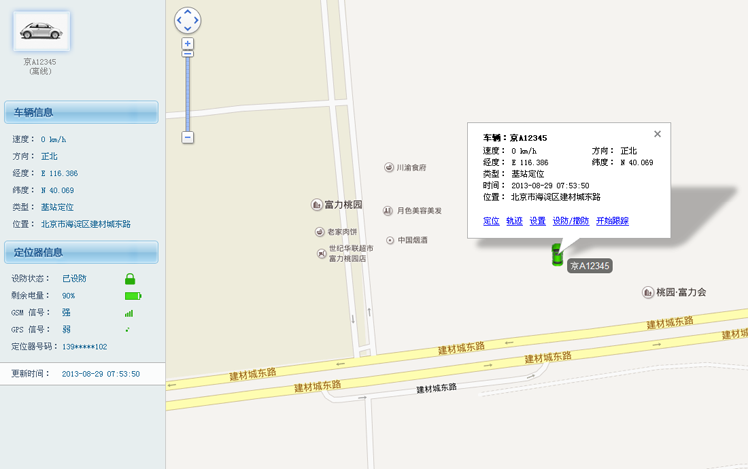 京A12345
(离线)
车辆信息
速度： 0 km/h
方向： 正北
经度： E 116.386
纬度： N 40.069
类型： 基站定位
位置： 北京市海淀区建材城东路
定位器信息
设防状态： 已设防
剩余电量： 90%
GSM 信号： 强
GPS 信号： 弱
定位器号码： 139*****102
更新时间： 2013-08-29 07:53:50
车辆：京A12345
速度： 0 km/h 方向： 正北
经度： E 116.386 纬度： N 40.069
类型： 基站定位
时间： 2013-08-29 07:53:50
位置： 北京市海淀区建材城东路
定位 轨迹 设置 设防/撤防 开始跟踪
京A12345
川渝食府
富力桃园
月色美容美发
老家肉饼
中国烟酒
世纪华联超市
富力桃园店
桃园·富力会
建材城东路
建材城东路
建材城东路
建材城东路
建材城东路
建材城东路
建材城东路